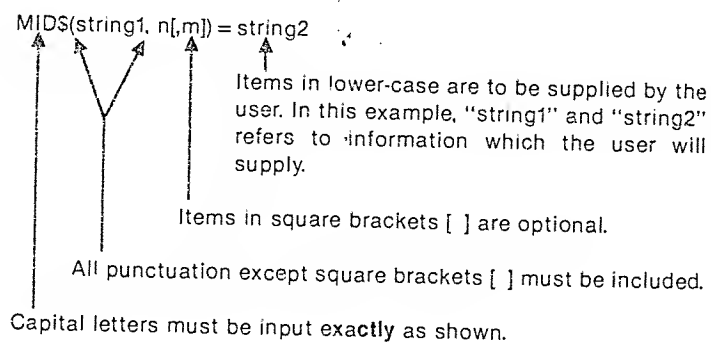 MIDS(string1, n[,m]) = string2
Items in lower-case are to be supplied by the
user. In this example, "string1" and "string2"
refers to information which the user will
supply.
Items in square brackets [ ] are optional.
All punctuation except square brackets [ ] must be included.
Capital letters must be input exactly as shown.